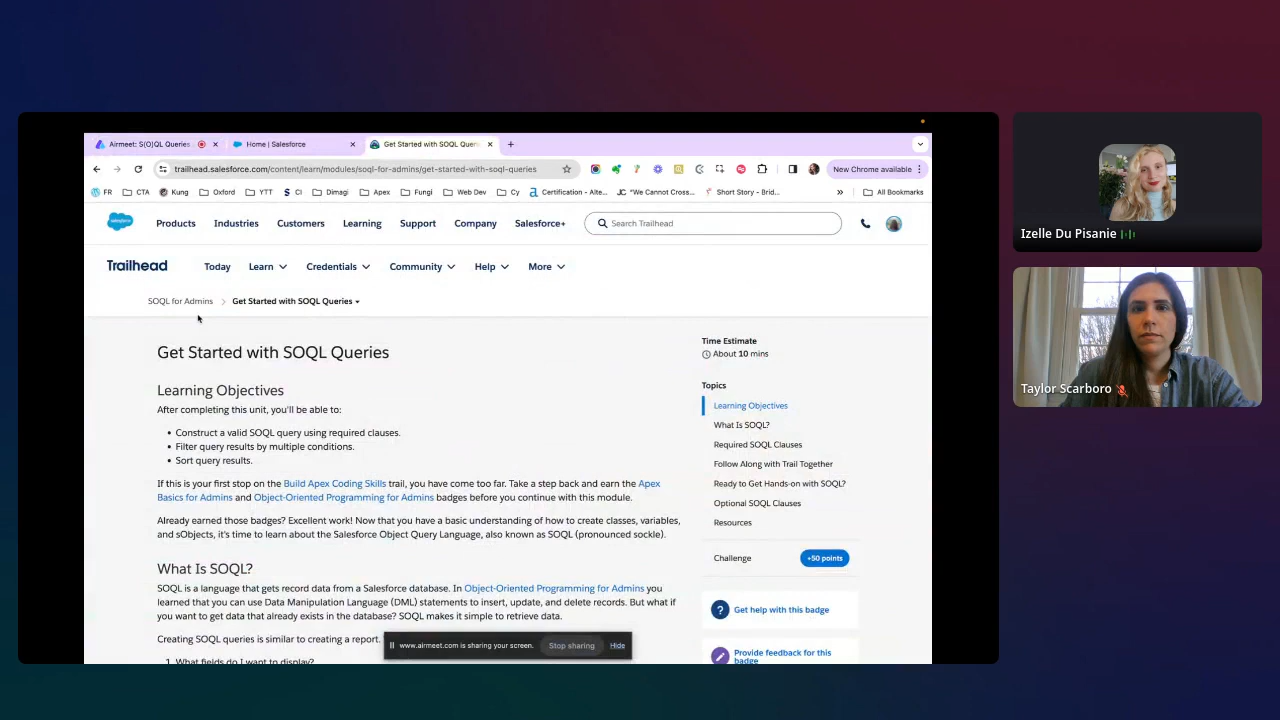 Airmeet: S(O)QL Queries
Home | Salesforce
Get Started with SOQL Quer
trailhead.salesforce.com/content/learn/modules/soql-for-admins/get-started-with-soql-queries
New Chrome available
FR
CTA
Kung
Oxford
YTT
CI
Dimagi
Apex
Fungi
Web Dev
Cy
Certification - Alte...
"We Cannot Cross...
Short Story - Brid...
All Bookmarks
salesforce
Products
Industries
Customers
Learning
Support
Company
Salesforce+
Search Trailhead
Trailhead
Today
Learn
Credentials
Community
Help
More
SOQL for Admins
Get Started with SOQL Queries
Get Started with SOQL Queries
Learning Objectives
After completing this unit, you'll be able to:
• Construct a valid SOQL query using required clauses.
• Filter query results by multiple conditions.
• Sort query results.
If this is your first stop on the Build Apex Coding Skills trail, you have come too far. Take a step back and earn the Apex
Basics for Admins and Object-Oriented Programming for Admins badges before you continue with this module.
Already earned those badges? Excellent work! Now that you have a basic understanding of how to create classes, variables,
and sObjects, it's time to learn about the Salesforce Object Query Language, also known as SOQL (pronounced sockle).
What Is SOQL?
SOQL is a language that gets record data from a Salesforce database. In Object-Oriented Programming for Admins you
learned that you can use Data Manipulation Language (DML) statements to insert, update, and delete records. But what if
you want to get data that already exists in the database? SOQL makes it simple to retrieve data.
Creating SOQL queries is similar to creating a report.
1. What fields do I want to display?
Time Estimate
About 10 mins
Topics
Learning Objectives
What Is SOQL?
Required SOQL Clauses
Follow Along with Trail Together
Ready to Get Hands-on with SOQL?
Optional SOQL Clauses
Resources
Challenge
+50 points
Get help with this badge
Provide feedback for this
badge
www.airmeet.com is sharing your screen.
Stop sharing
Hide
Izelle Du Pisanie
Taylor Scarboro